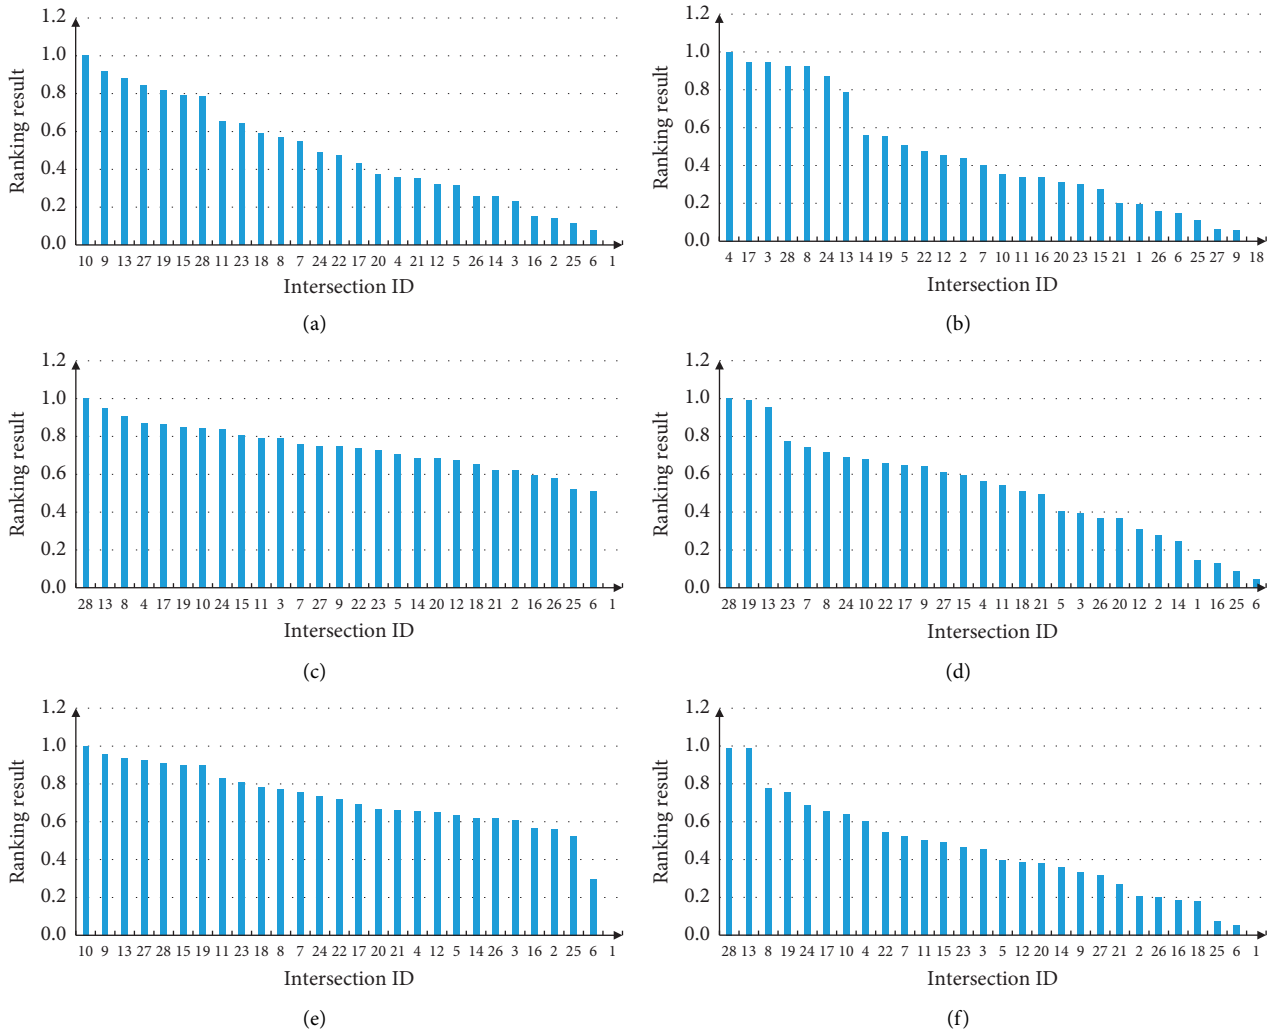 1.2
1.0
0.8
0.6
0.4
0.2
0.0
Ranking result
10 9 13 27 19 15 28 11 23 18 8 7 24 22 17 20 4 21 12 5 26 14 3 16 2 25 6 1
Intersection ID
(a)
1.2
1.0
0.8
0.6
0.4
0.2
0.0
Ranking result
4 17 3 28 8 24 13 14 19 5 22 12 2 7 10 11 16 20 23 15 21 1 26 6 25 27 9 18
Intersection ID
(b)
1.2
1.0
0.8
0.6
0.4
0.2
0.0
Ranking result
28 13 8 4 17 19 10 24 15 11 3 7 27 9 22 23 5 14 20 12 18 21 2 16 26 25 6 1
Intersection ID
(c)
1.2
1.0
0.8
0.6
0.4
0.2
0.0
Ranking result
28 19 13 23 7 8 24 10 22 17 9 27 15 4 11 18 21 5 3 26 20 12 2 14 1 16 25 6
Intersection ID
(d)
1.2
1.0
0.8
0.6
0.4
0.2
0.0
Ranking result
10 9 13 27 28 15 19 11 23 18 8 7 24 22 17 20 21 4 12 5 14 26 3 16 2 25 6 1
Intersection ID
(e)
1.2
1.0
0.8
0.6
0.4
0.2
0.0
Ranking result
28 13 8 19 24 17 10 4 22 7 11 15 23 3 5 12 20 14 9 27 21 2 26 16 18 25 6 1
Intersection ID
(f)